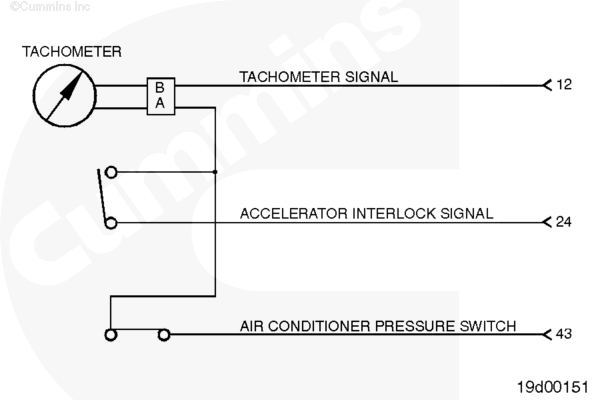 ©Cummins Inc
TACHOMETER
TACHOMETER SIGNAL
12
B
A
ACCELERATOR INTERLOCK SIGNAL
24
AIR CONDITIONER PRESSURE SWITCH
43
19d00151
Cummins